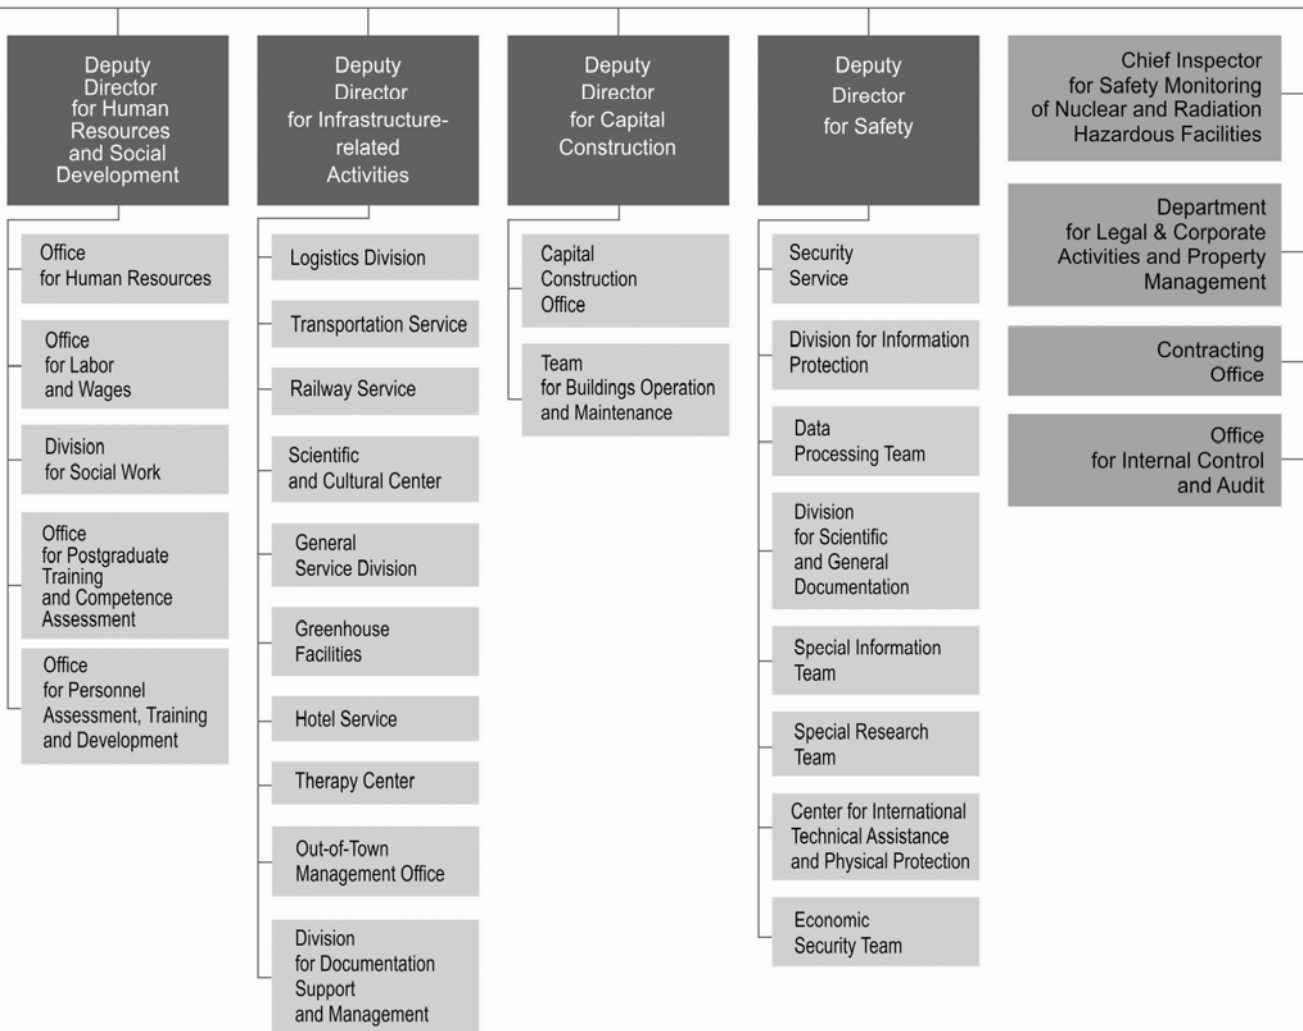 Deputy
Director
for Human
Resources
and Social
Development
Office
for Human Resources
Office
for Labor
and Wages
Division
for Social Work
Office
for Postgraduate
Training
and Competence
Assessment
Office
for Personnel
Assessment, Training
and Development
Deputy
Director
for Infrastructure-
related
Activities
Logistics Division
Transportation Service
Railway Service
Scientific
and Cultural Center
General
Service Division
Greenhouse
Facilities
Hotel Service
Therapy Center
Out-of-Town
Management Office
Division
for Documentation
Support
and Management
Deputy
Director
for Capital
Construction
Capital
Construction
Office
Team
for Buildings Operation
and Maintenance
Deputy
Director
for Safety
Security
Service
Division for Information
Protection
Data
Processing Team
Division
for Scientific
and General
Documentation
Special Information
Team
Special Research
Team
Center for International
Technical Assistance
and Physical Protection
Economic
Security Team
Chief Inspector
for Safety Monitoring
of Nuclear and Radiation
Hazardous Facilities
Department
for Legal & Corporate
Activities and Property
Management
Contracting
Office
Office
for Internal Control
and Audit